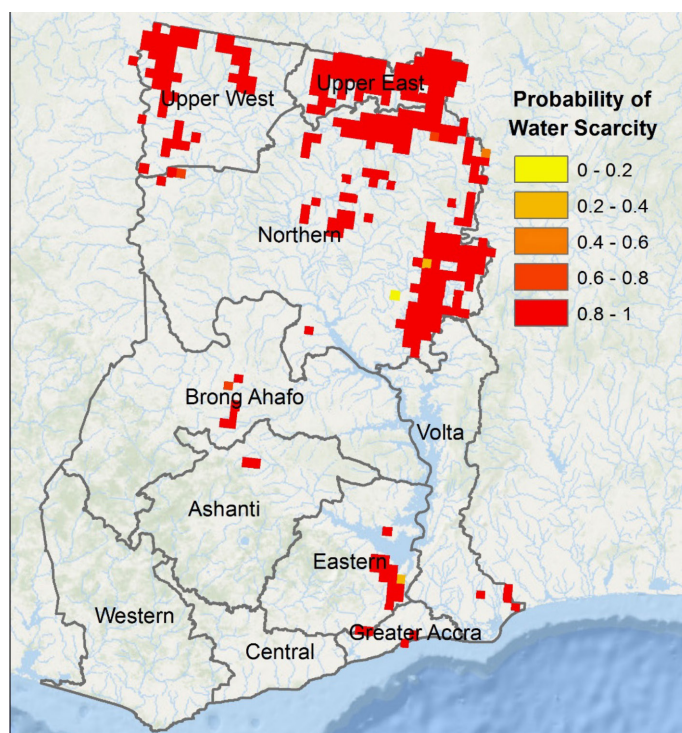 Upper West
Upper East
Probability of
Water Scarcity
0 - 0.2
0.2 - 0.4
0.4 - 0.6
0.6 - 0.8
0.8 - 1
Northern
Brong Ahafo
Volta
Ashanti
Eastern
Western
Central
Greater Accra